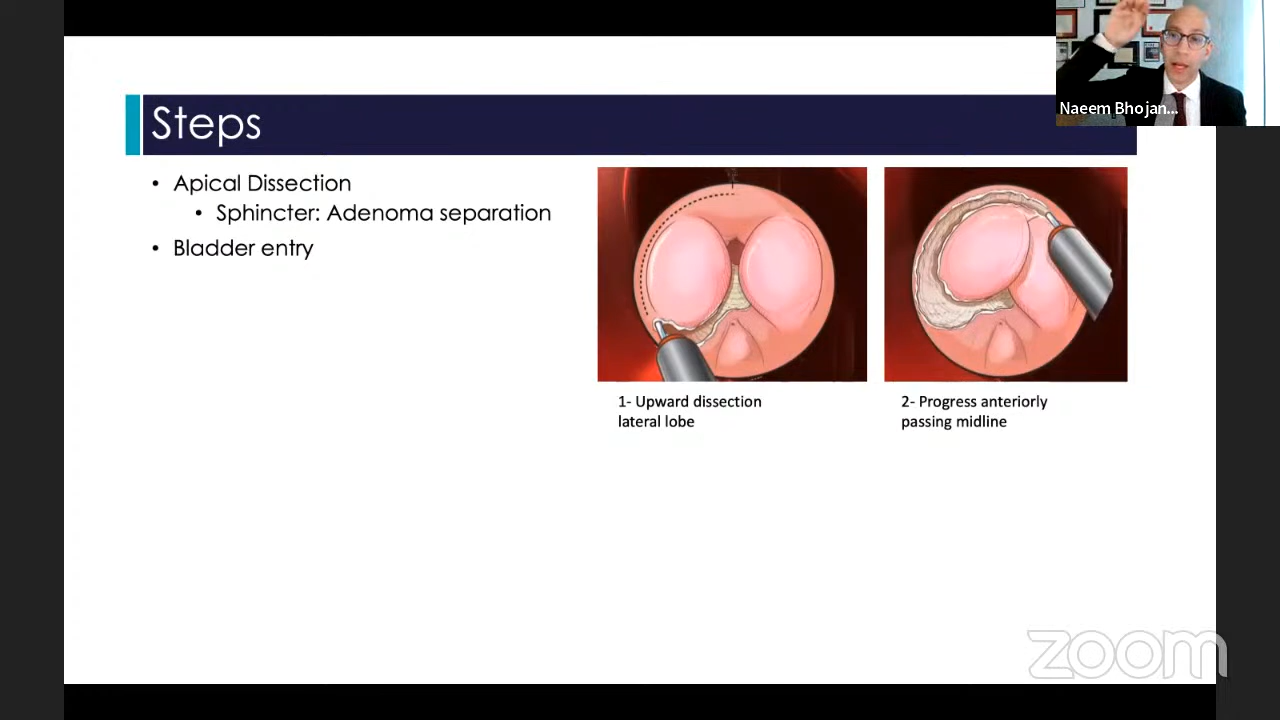 Naeem Bhojan...
Steps
• Apical Dissection
• Sphincter: Adenoma separation
• Bladder entry
1- Upward dissection
lateral lobe
2- Progress anteriorly
passing midline
zoom